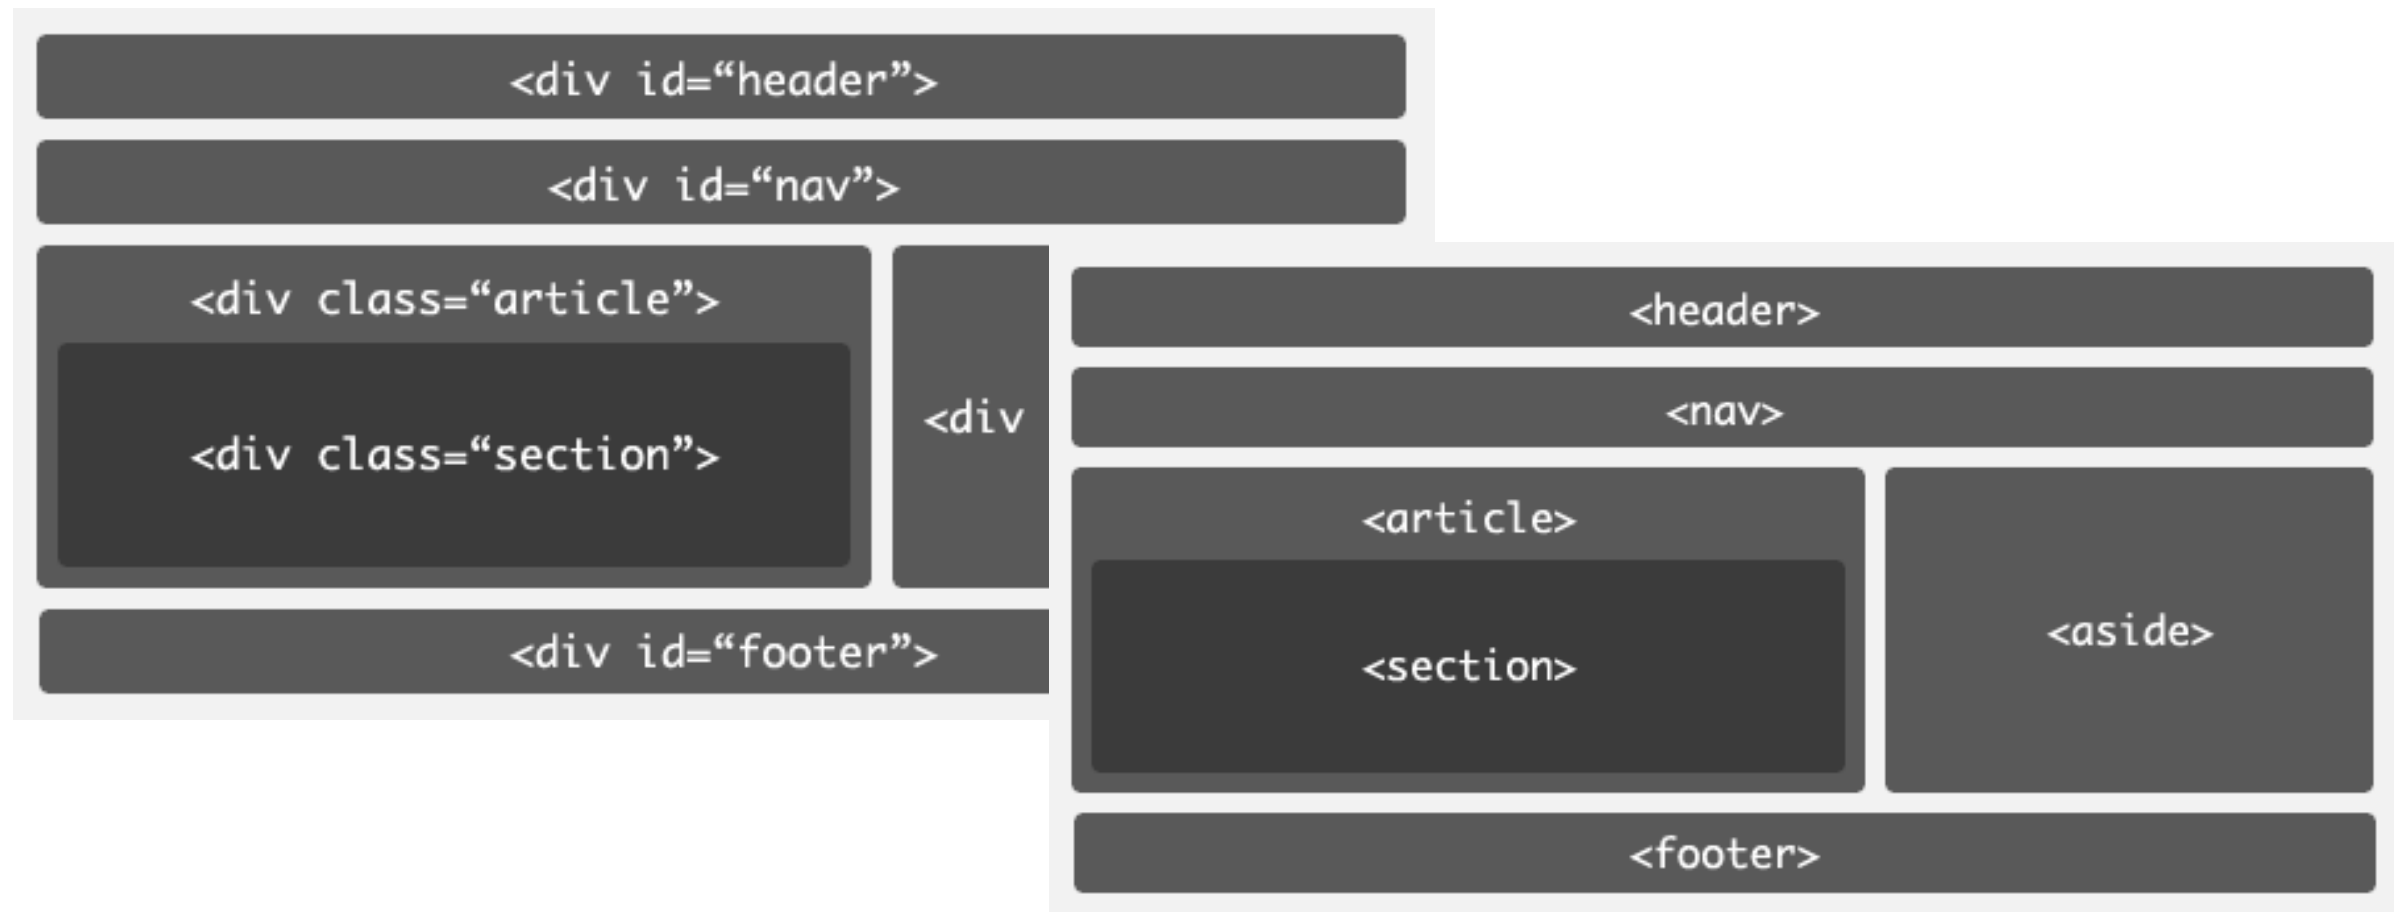 <div id=“header”>
<div id=“nav”>
<div class=“article”>
<div class=“section”>
<div
<div id=“footer”>
<header>
<nav>
<article>
<section>
<aside>
<footer>